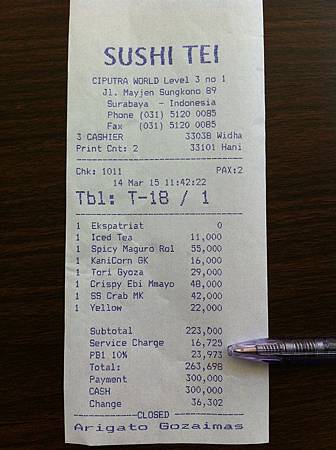 SUSHI TEI
CIPUTRA WORLD Level 3 no 1
Jl. Mayjen Sungkono 89
Surabaya - Indonesia
Phone (031) 5120 0085
Fax (031) 5120 0085
3 CASHIER 33038 Widha
Print Cnt: 2 33101 Hani
Chk: 1011 PAX:2
14 Mar 15 11:42:22
Tbl: T-18 / 1
1 Ekspatriat 0
1 Iced Tea 11,000
1 Spicy Maguro Rol 55,000
1 KaniCorn GK 16,000
1 Tori Gyoza 29,000
1 Crispy Ebi Mmayo 48,000
1 SS Crab MK 42,000
1 Yellow 22,000
Subtotal 223,000
Service Charge 16,725
PB1 10% 23,973
Total: 263,698
Payment 300,000
CASH 300,000
Change 36,302
CLOSED
Arigato Gozaimas